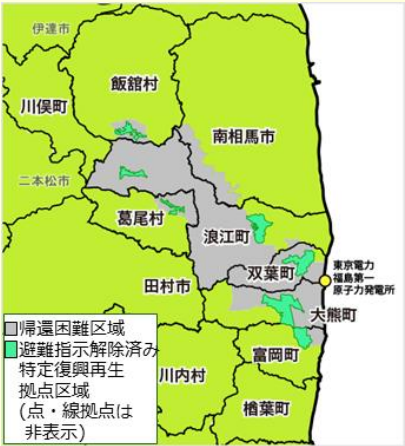 伊達市
飯舘村
川俣町
南相馬市
二本松市
葛尾村
浪江町
双葉町
東京電力
福島第一
原子力発電所
田村市
大熊町
帰還困難区域
避難指示解除済み
特定復興再生
拠点区域
(点・線拠点は
非表示)
富岡町
川内村
楢葉町